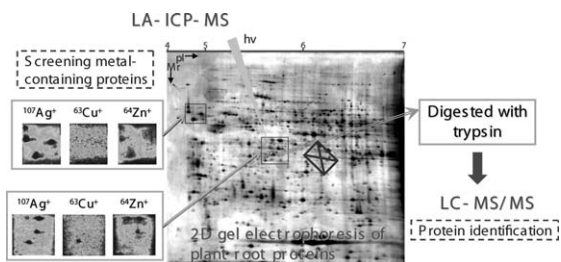 LA- ICP- MS
Screening metal-
containing proteins
hv
4 5 6 7
pI
Mr
107Ag+ 63Cu+ 64Zn+
107Ag+ 63Cu+ 64Zn+
Digested with
trypsin
LC- MS/ MS
Protein identification
2D gel electrophoresis of
plant root proteins